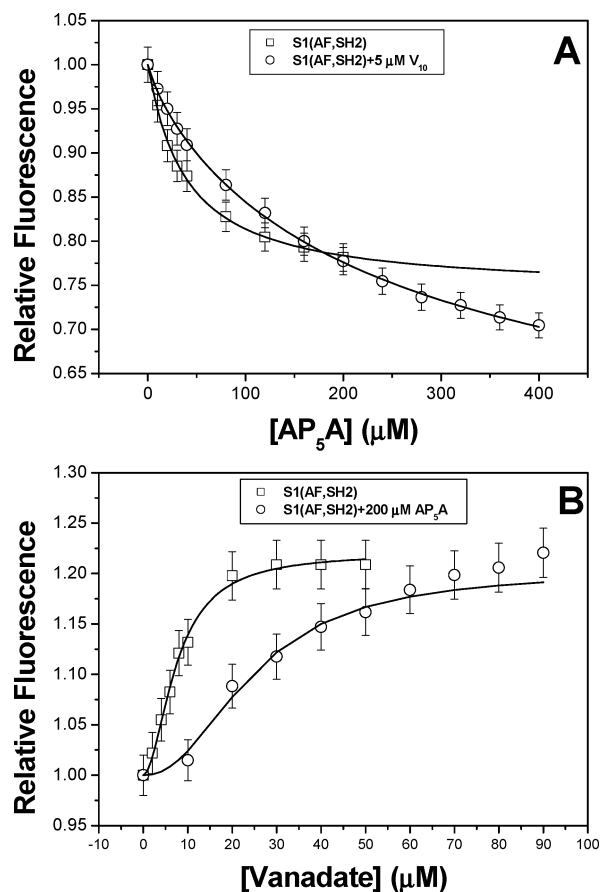 A
S1(AF,SH2)
S1(AF,SH2)+5 μM V₁₀
Relative Fluorescence
1.05
1.00
0.95
0.90
0.85
0.80
0.75
0.70
0.65
0 100 200 300 400
[AP₅A] (μM)
B
S1(AF,SH2)
S1(AF,SH2)+200 μM AP₅A
Relative Fluorescence
1.30
1.25
1.20
1.15
1.10
1.05
1.00
0.95
-10 0 10 20 30 40 50 60 70 80 90 100
[Vanadate] (μM)